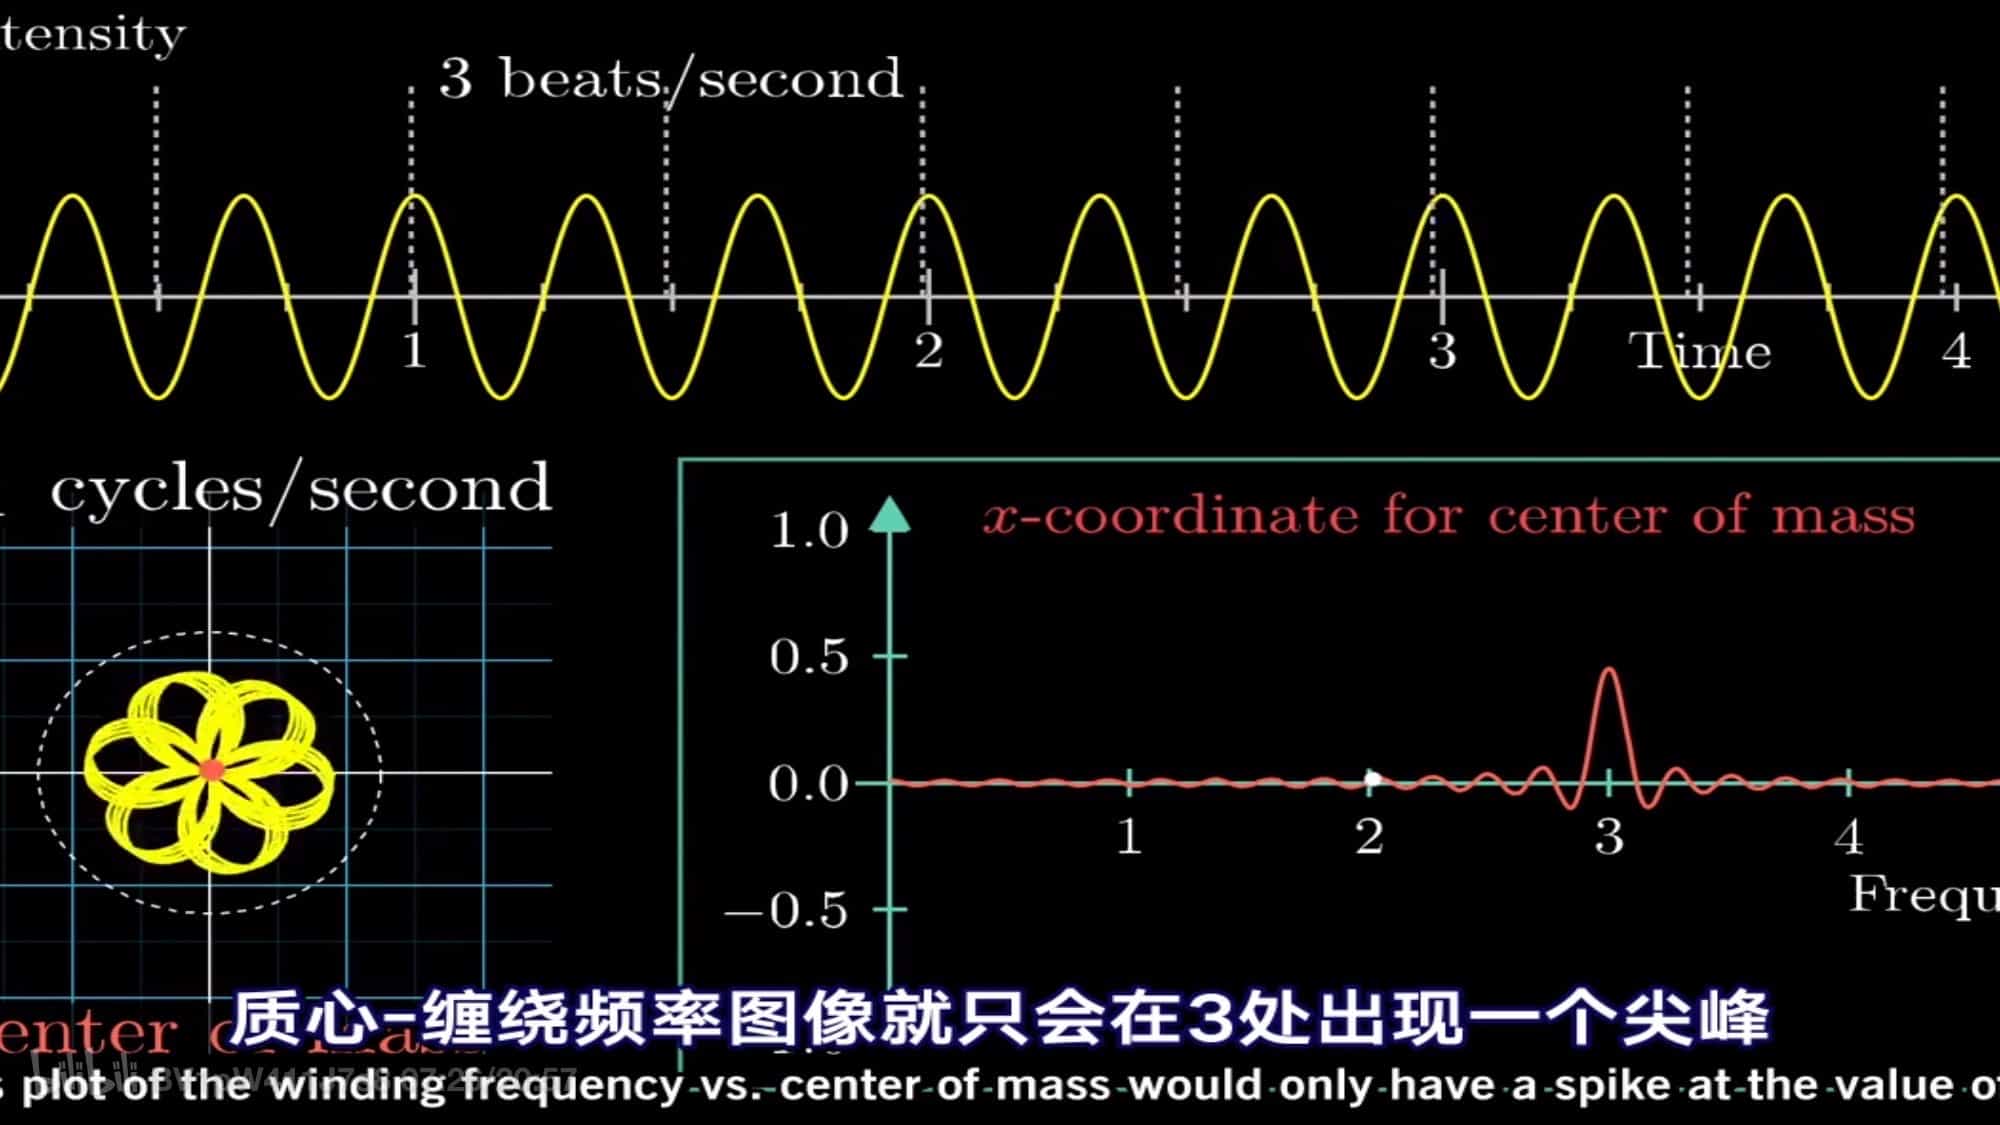 tensity
3 beats/second
1 2 3 Time 4
cycles/second
1.0
x-coordinate for center of mass
0.5
0.0
1 2 3 4
Frequ
−0.5
enter of mass
质心-缠绕频率图像就只会在3处出现一个尖峰
s plot of the winding frequency vs. center of mass would only have a spike at the value of